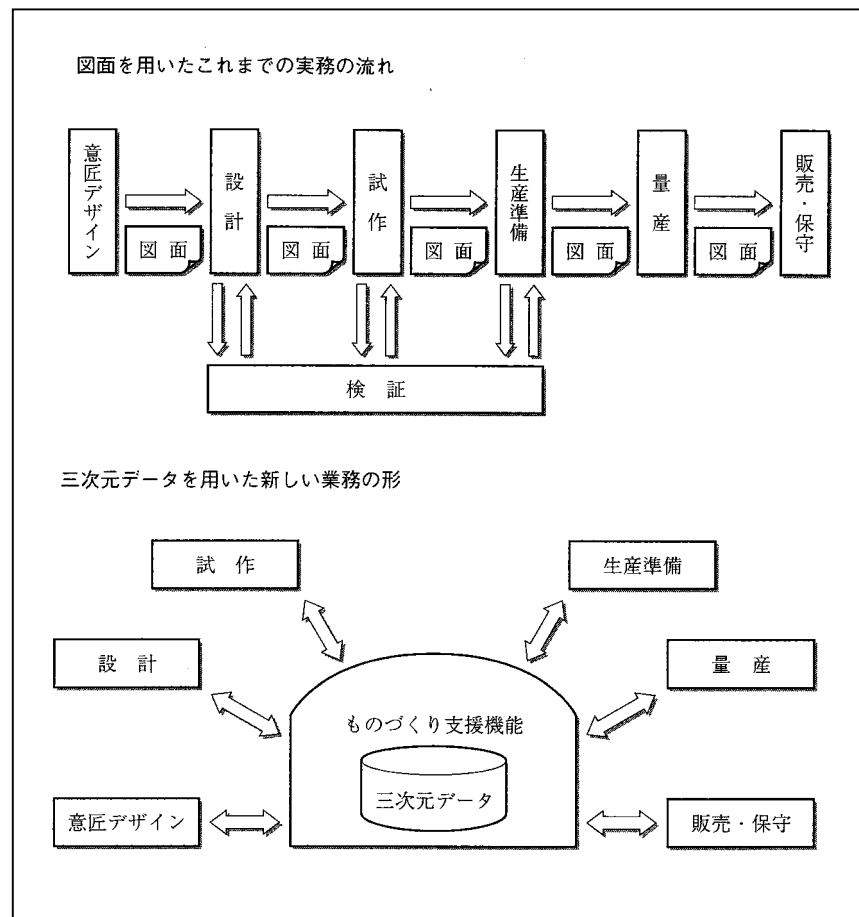 図面を用いたこれまでの実務の流れ
意匠デザイン
図面
設計
図面
試作
図面
生産準備
図面
量産
図面
販売・保守
検証
三次元データを用いた新しい業務の形
試作
生産準備
設計
量産
ものづくり支援機能
三次元データ
意匠デザイン
販売・保守